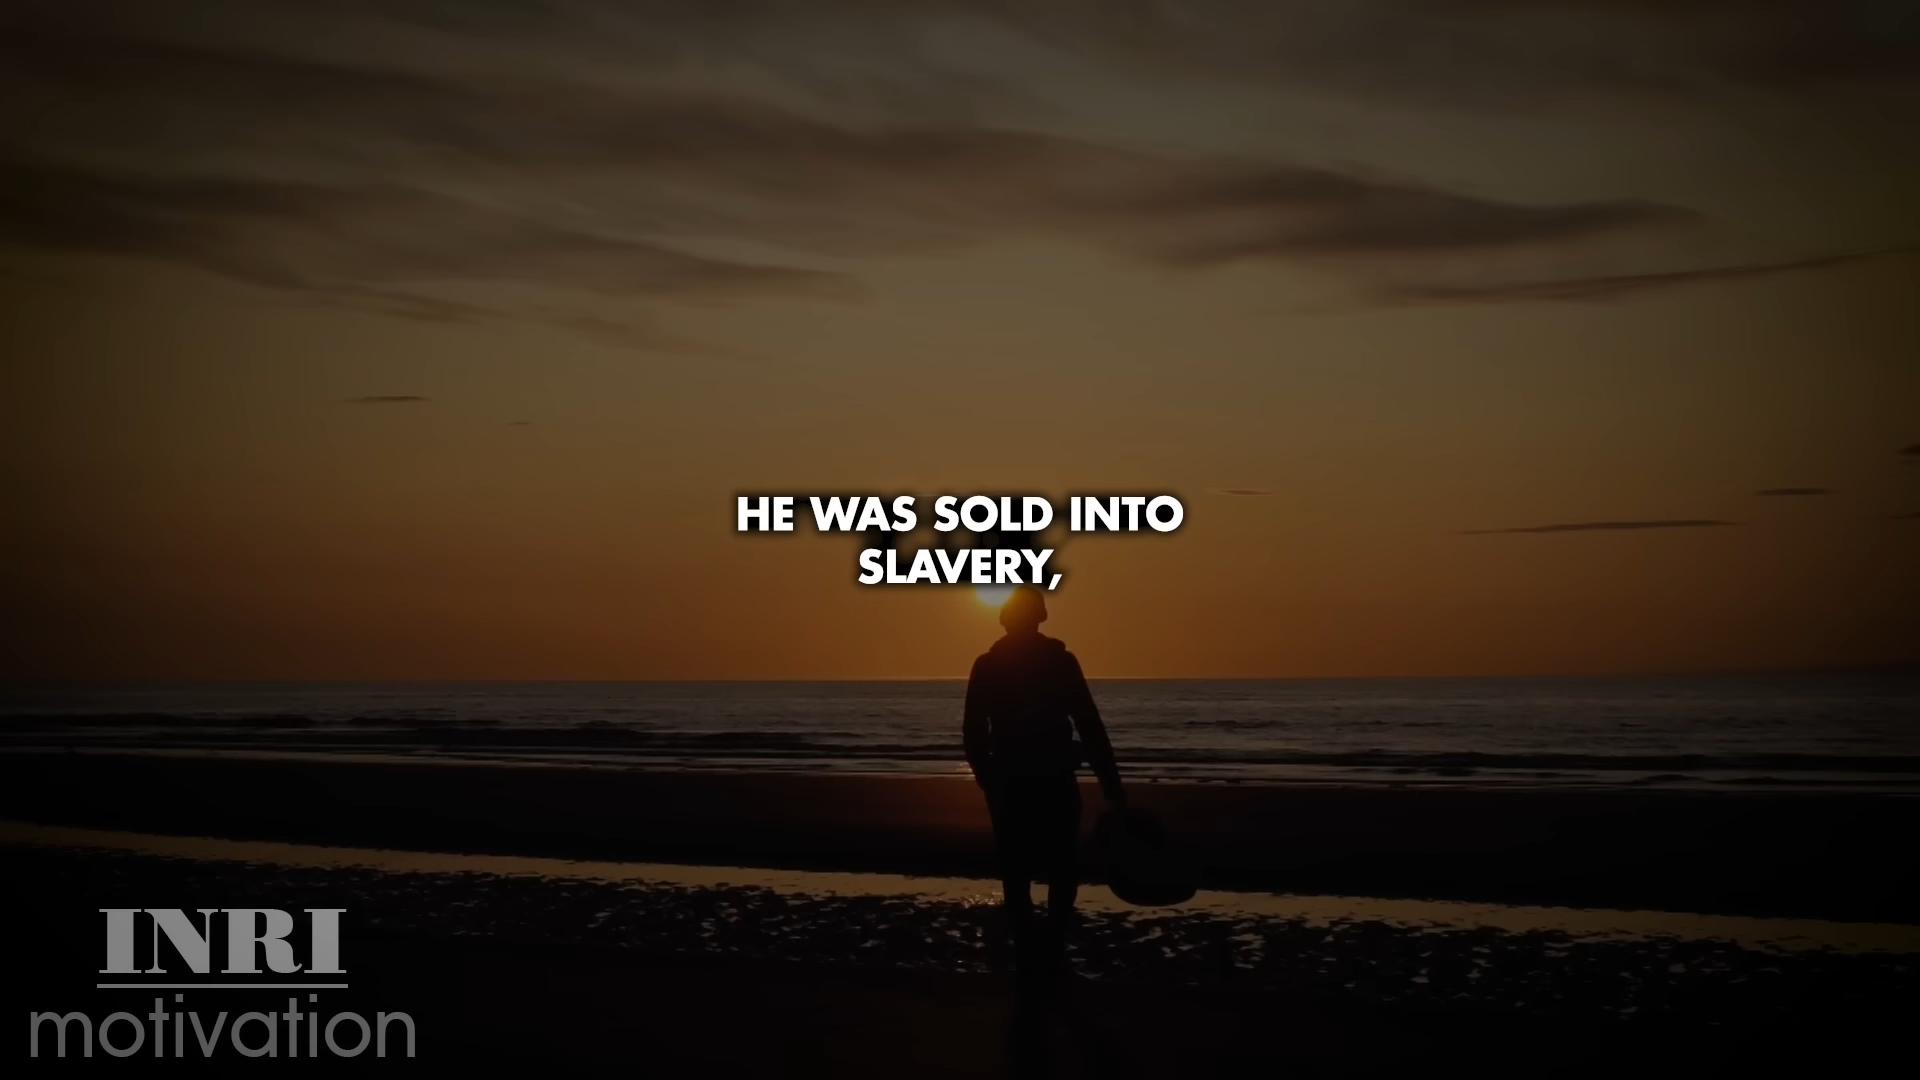 HE WAS SOLD INTO
SLAVERY,
INRI
motivation